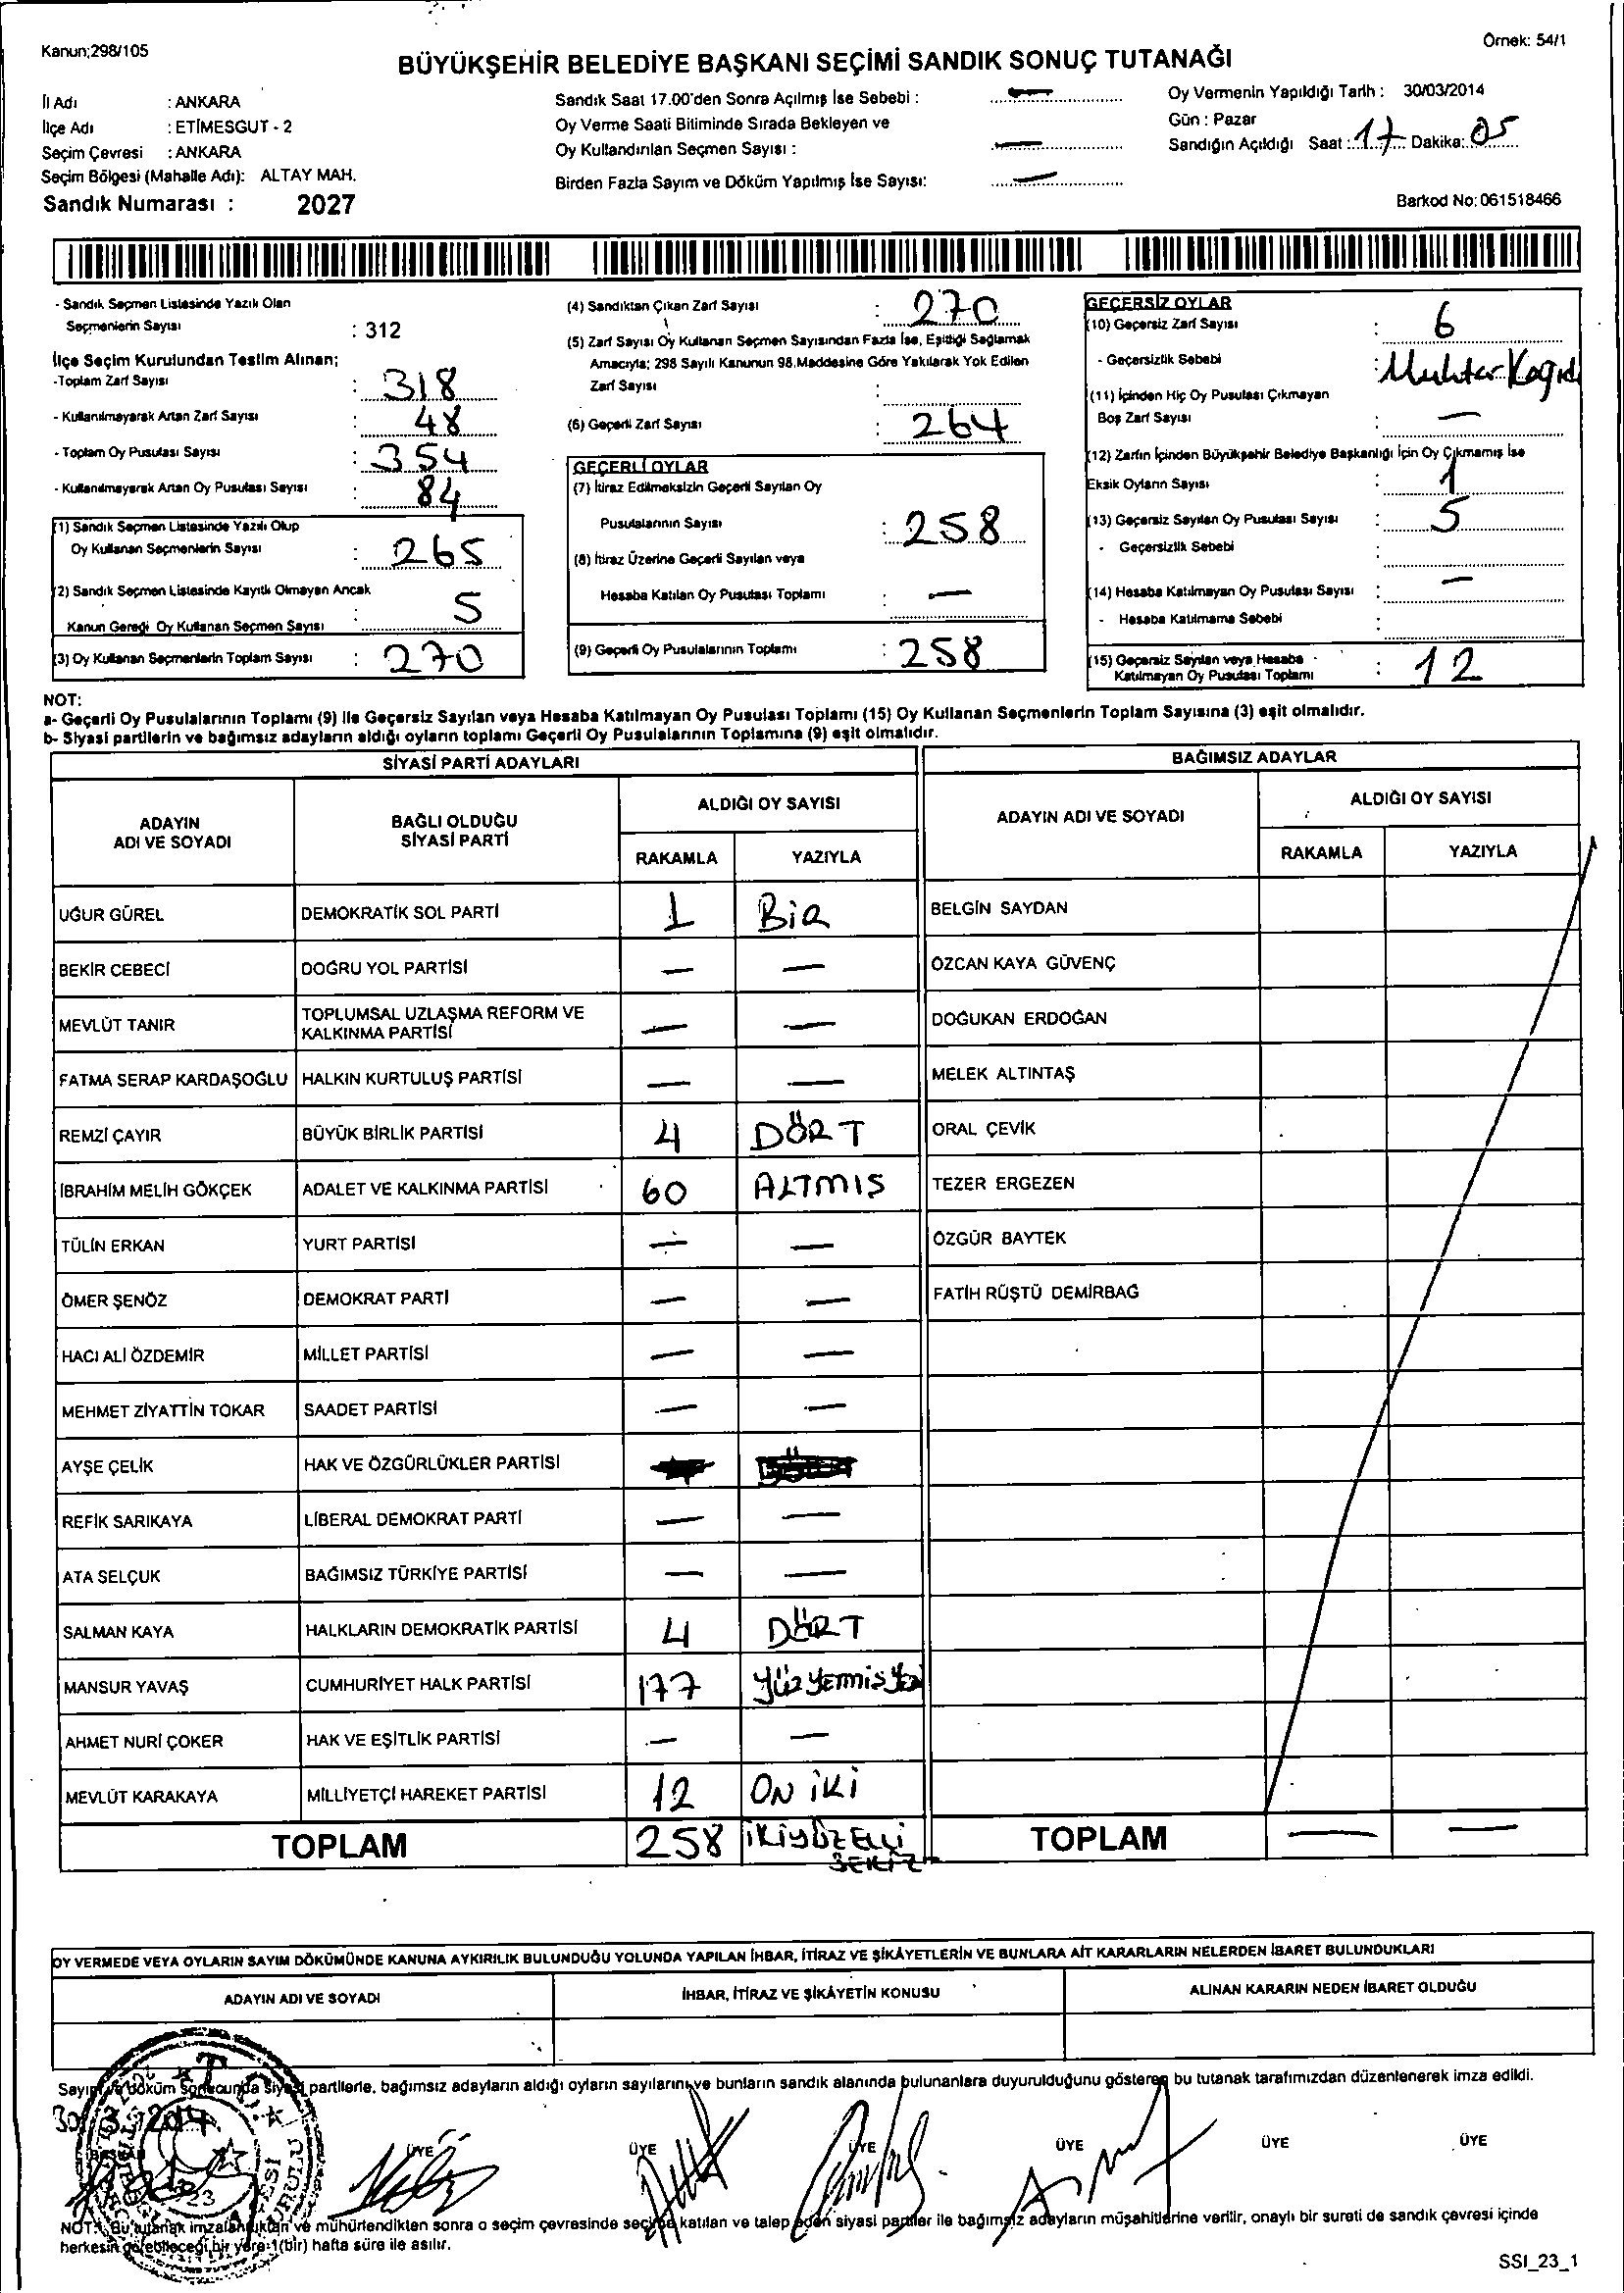 Kanun;298/105
Örnek: 54/1
BÜYÜKŞEHİR BELEDİYE BAŞKANI SEÇİMİ SANDIK SONUÇ TUTANAĞI
İl Adı : ANKARA
İlçe Adı : ETİMESGUT - 2
Seçim Çevresi : ANKARA
Seçim Bölgesi (Mahalle Adı): ALTAY MAH.
Sandık Numarası : 2027
Sandık Saat 17.00'den Sonra Açılmış İse Sebebi : —
Oy Verme Saati Bitiminde Sırada Bekleyen ve
Oy Kullandırılan Seçmen Sayısı : —
Birden Fazla Sayım ve Döküm Yapılmış İse Sayısı: —
Oy Vermenin Yapıldığı Tarih : 30/03/2014
Gün : Pazar
Sandığın Açıldığı Saat : 17 Dakika: 05
Barkod No: 061518466
- Sandık Seçmen Listesinde Yazılı Olan
Seçmenlerin Sayısı : 312
İlçe Seçim Kurulundan Teslim Alınan;
-Toplam Zarf Sayısı : 318
- Kullanılmayarak Artan Zarf Sayısı : 48
- Toplam Oy Pusulası Sayısı : 354
- Kullanılmayarak Artan Oy Pusulası Sayısı : 84
(1) Sandık Seçmen Listesinde Yazılı Olup
Oy Kullanan Seçmenlerin Sayısı : 265
(2) Sandık Seçmen Listesinde Kayıtlı Olmayan Ancak
Kanun Gereği Oy Kullanan Seçmen Sayısı : 5
(3) Oy Kullanan Seçmenlerin Toplam Sayısı : 270
(4) Sandıktan Çıkan Zarf Sayısı : 270
(5) Zarf Sayısı Oy Kullanan Seçmen Sayısından Fazla İse, Eşitliği Sağlamak
Amacıyla; 298 Sayılı Kanunun 98.Maddesine Göre Yakılarak Yok Edilen
Zarf Sayısı :
(6) Geçerli Zarf Sayısı : 264
GEÇERLİ OYLAR
(7) İtiraz Edilmeksizin Geçerli Sayılan Oy
Pusulalarının Sayısı : 258
(8) İtiraz Üzerine Geçerli Sayılan veya
Hesaba Katılan Oy Pusulası Toplamı : —
(9) Geçerli Oy Pusulalarının Toplamı : 258
GEÇERSİZ OYLAR
(10) Geçersiz Zarf Sayısı : 6
- Geçersizlik Sebebi : Muhtar Kağıdı
(11) İçinden Hiç Oy Pusulası Çıkmayan
Boş Zarf Sayısı : —
(12) Zarfın İçinden Büyükşehir Belediye Başkanlığı İçin Oy Çıkmamış İse
Eksik Oyların Sayısı : 1
(13) Geçersiz Sayılan Oy Pusulası Sayısı : 5
- Geçersizlik Sebebi :
(14) Hesaba Katılmayan Oy Pusulası Sayısı : —
- Hesaba Katılmama Sebebi :
(15) Geçersiz Sayılan veya Hesaba
Katılmayan Oy Pusulası Toplamı : 12
NOT:
a- Geçerli Oy Pusulalarının Toplamı (9) ile Geçersiz Sayılan veya Hesaba Katılmayan Oy Pusulası Toplamı (15) Oy Kullanan Seçmenlerin Toplam Sayısına (3) eşit olmalıdır.
b- Siyasi partilerin ve bağımsız adayların aldığı oyların toplamı Geçerli Oy Pusulalarının Toplamına (9) eşit olmalıdır.
SİYASİ PARTİ ADAYLARI
ADAYIN ADI VE SOYADI
BAĞLI OLDUĞU SİYASİ PARTİ
ALDIĞI OY SAYISI
RAKAMLA YAZIYLA
UĞUR GÜREL DEMOKRATİK SOL PARTİ 1 BİR
BEKİR CEBECİ DOĞRU YOL PARTİSİ — —
MEVLÜT TANIR TOPLUMSAL UZLAŞMA REFORM VE KALKINMA PARTİSİ — —
FATMA SERAP KARDAŞOĞLU HALKIN KURTULUŞ PARTİSİ — —
REMZİ ÇAYIR BÜYÜK BİRLİK PARTİSİ 4 DÖRT
İBRAHİM MELİH GÖKÇEK ADALET VE KALKINMA PARTİSİ 60 ALTMIS
TÜLİN ERKAN YURT PARTİSİ — —
ÖMER ŞENÖZ DEMOKRAT PARTİ — —
HACI ALİ ÖZDEMİR MİLLET PARTİSİ — —
MEHMET ZİYATTİN TOKAR SAADET PARTİSİ — —
AYŞE ÇELİK HAK VE ÖZGÜRLÜKLER PARTİSİ
REFİK SARIKAYA LİBERAL DEMOKRAT PARTİ — —
ATA SELÇUK BAĞIMSIZ TÜRKİYE PARTİSİ — —
SALMAN KAYA HALKLARIN DEMOKRATİK PARTİSİ 4 DÖRT
MANSUR YAVAŞ CUMHURİYET HALK PARTİSİ 177 Yüz Yetmis Yedi
AHMET NURİ ÇOKER HAK VE EŞİTLİK PARTİSİ — —
MEVLÜT KARAKAYA MİLLİYETÇİ HAREKET PARTİSİ 12 ON İKİ
TOPLAM 258 İKİYÜZELLİ SEKİZ
BAĞIMSIZ ADAYLAR
ADAYIN ADI VE SOYADI
ALDIĞI OY SAYISI
RAKAMLA YAZIYLA
BELGİN SAYDAN
ÖZCAN KAYA GÜVENÇ
DOĞUKAN ERDOĞAN
MELEK ALTINTAŞ
ORAL ÇEVİK
TEZER ERGEZEN
ÖZGÜR BAYTEK
FATİH RÜŞTÜ DEMİRBAĞ
TOPLAM — —
OY VERMEDE VEYA OYLARIN SAYIM DÖKÜMÜNDE KANUNA AYKIRILIK BULUNDUĞU YOLUNDA YAPILAN İHBAR, İTİRAZ VE ŞİKÂYETLERİN VE BUNLARA AİT KARARLARIN NELERDEN İBARET BULUNDUKLARI
ADAYIN ADI VE SOYADI
İHBAR, İTİRAZ VE ŞİKÂYETİN KONUSU
ALINAN KARARIN NEDEN İBARET OLDUĞU
Sayım ve döküm sonucunda siyasi partilerle, bağımsız adayların aldığı oyların sayılarını ve bunların sandık alanında bulunanlara duyurulduğunu gösteren bu tutanak tarafımızdan düzenlenerek imza edildi.
30/3/2014
T.C.
BAŞKAN ÜYE ÜYE ÜYE ÜYE ÜYE ÜYE
NOT: Bu tutanak imzalandıktan ve mühürlendikten sonra o seçim çevresinde seçime katılan ve talep eden siyasi partiler ile bağımsız adayların müşahitlerine verilir, onaylı bir sureti de sandık çevresi içinde
herkesin görebileceği bir yere 1(bir) hafta süre ile asılır.
SSI_23_1